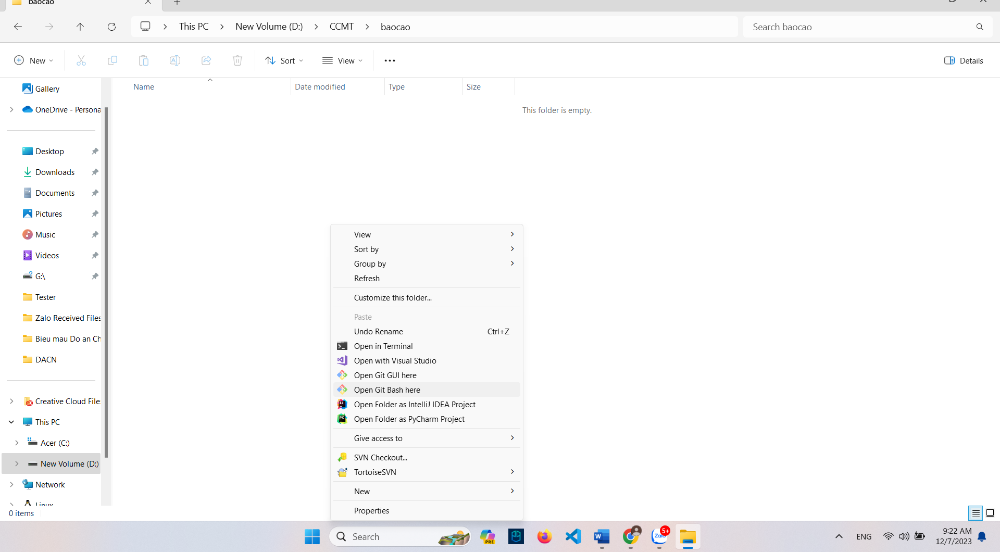 baocao
This PC
New Volume (D:)
CCMT
baocao
Search baocao
New
Sort
View
Details
Name
Date modified
Type
Size
This folder is empty.
Gallery
OneDrive - Persona
Desktop
Downloads
Documents
Pictures
Music
Videos
G:\
Tester
Zalo Received Files
Bieu mau Do an Ch
DACN
Creative Cloud File
This PC
Acer (C:)
New Volume (D:)
Network
Linux
0 items
View
Sort by
Group by
Refresh
Customize this folder...
Paste
Undo Rename Ctrl+Z
Open in Terminal
Open with Visual Studio
Open Git GUI here
Open Git Bash here
Open Folder as IntelliJ IDEA Project
Open Folder as PyCharm Project
Give access to
SVN Checkout...
TortoiseSVN
New
Properties
Search
PRE
Zalo
5+
ENG
9:22 AM
12/7/2023